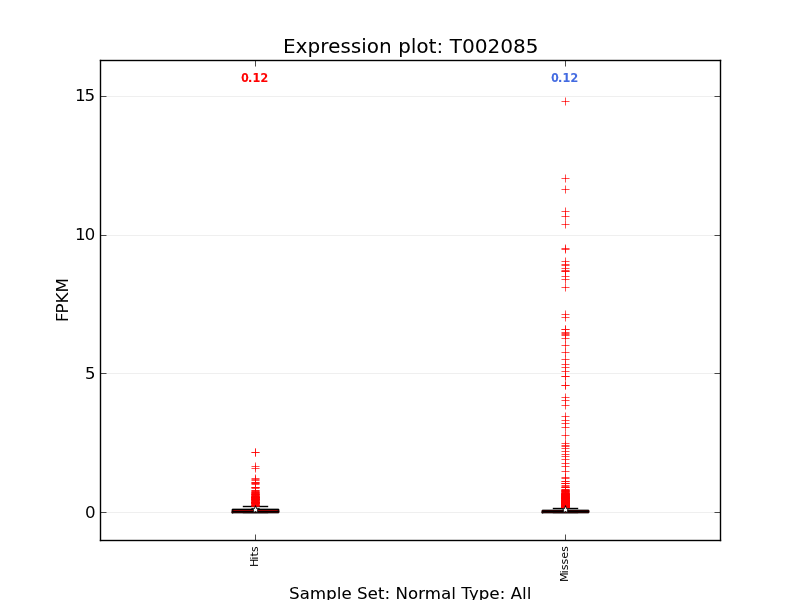 Expression plot: T002085
0.12
0.12
15
10
5
0
FPKM
Hits
Misses
Sample Set: Normal Type: All